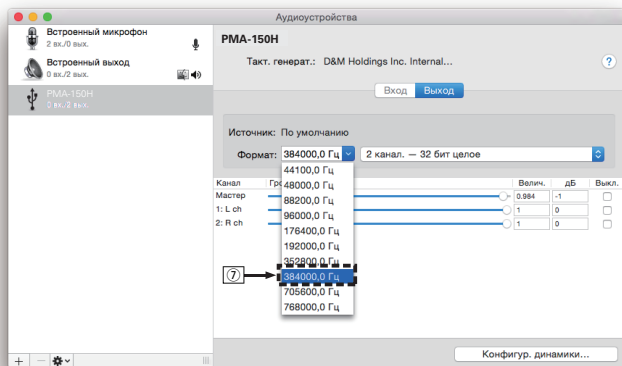 Аудиоустройства
Встроенный микрофон
2 вх./0 вых.
Встроенный выход
0 вх./2 вых.
PMA-150H
0 вх./2 вых.
PMA-150H
Такт. генерат.: D&M Holdings Inc. Internal...
?
Вход Выход
Источник: По умолчанию
Формат: 384000,0 Гц 2 канал. — 32 бит целое
44100,0 Гц
48000,0 Гц
88200,0 Гц
96000,0 Гц
176400,0 Гц
192000,0 Гц
352800,0 Гц
384000,0 Гц
705600,0 Гц
768000,0 Гц
⑦
Канал Гро Велич. дБ Выкл.
Мастер 0.984 -1
1: L ch 1 0
2: R ch 1 0
Конфигур. динамики...